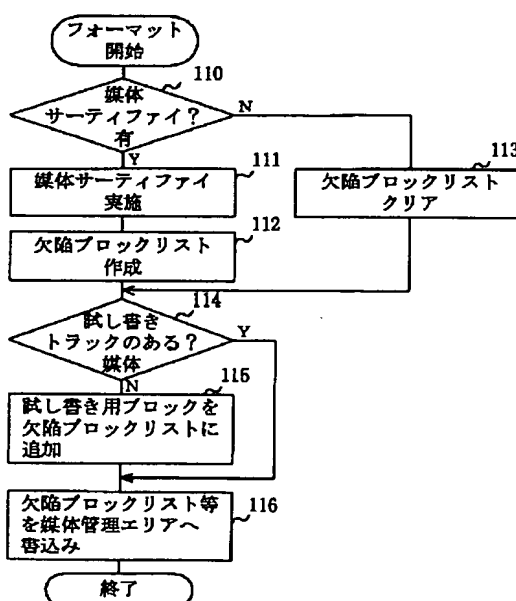 フォーマット
開始
110
媒体
サーティファイ?
有
N
Y
111
媒体サーティファイ
実施
113
欠陥ブロックリスト
クリア
112
欠陥ブロックリスト
作成
114
試し書き
トラックのある?
媒体
Y
N
115
試し書き用ブロックを
欠陥ブロックリストに
追加
116
欠陥ブロックリスト等
を媒体管理エリアへ
書込み
終了